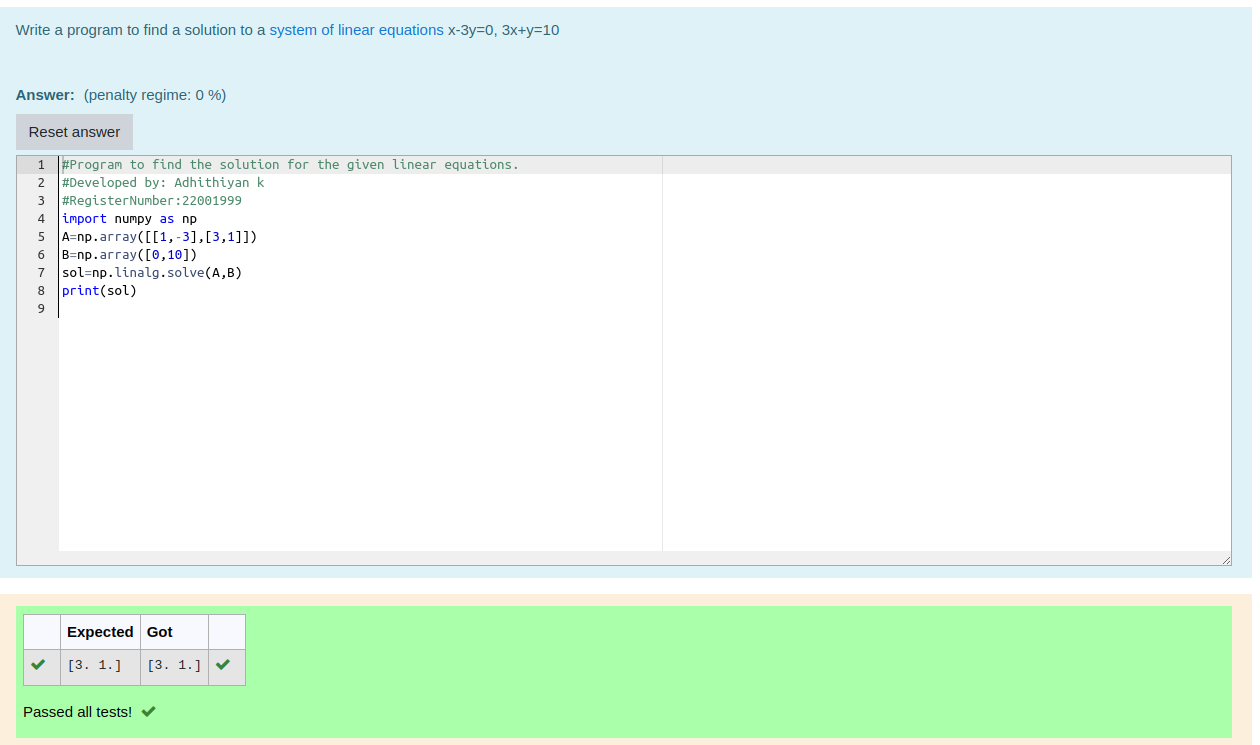 Write a program to find a solution to a system of linear equations x-3y=0, 3x+y=10
Answer: (penalty regime: 0 %)
Reset answer
1 #Program to find the solution for the given linear equations.
2 #Developed by: Adhithiyan k
3 #RegisterNumber:22001999
4 import numpy as np
5 A=np.array([[1,-3],[3,1]])
6 B=np.array([0,10])
7 sol=np.linalg.solve(A,B)
8 print(sol)
9
Expected Got
[3. 1.] [3. 1.]
Passed all tests!